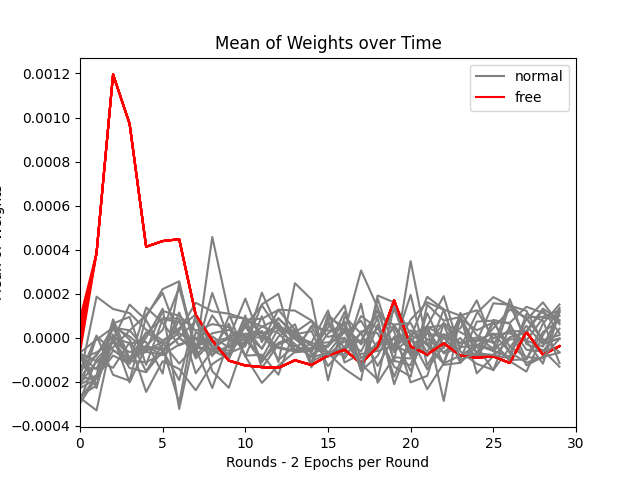 Mean of Weights over Time
normal
free
0.0012
0.0010
0.0008
0.0006
0.0004
0.0002
0.0000
−0.0002
−0.0004
0 5 10 15 20 25 30
Rounds - 2 Epochs per Round